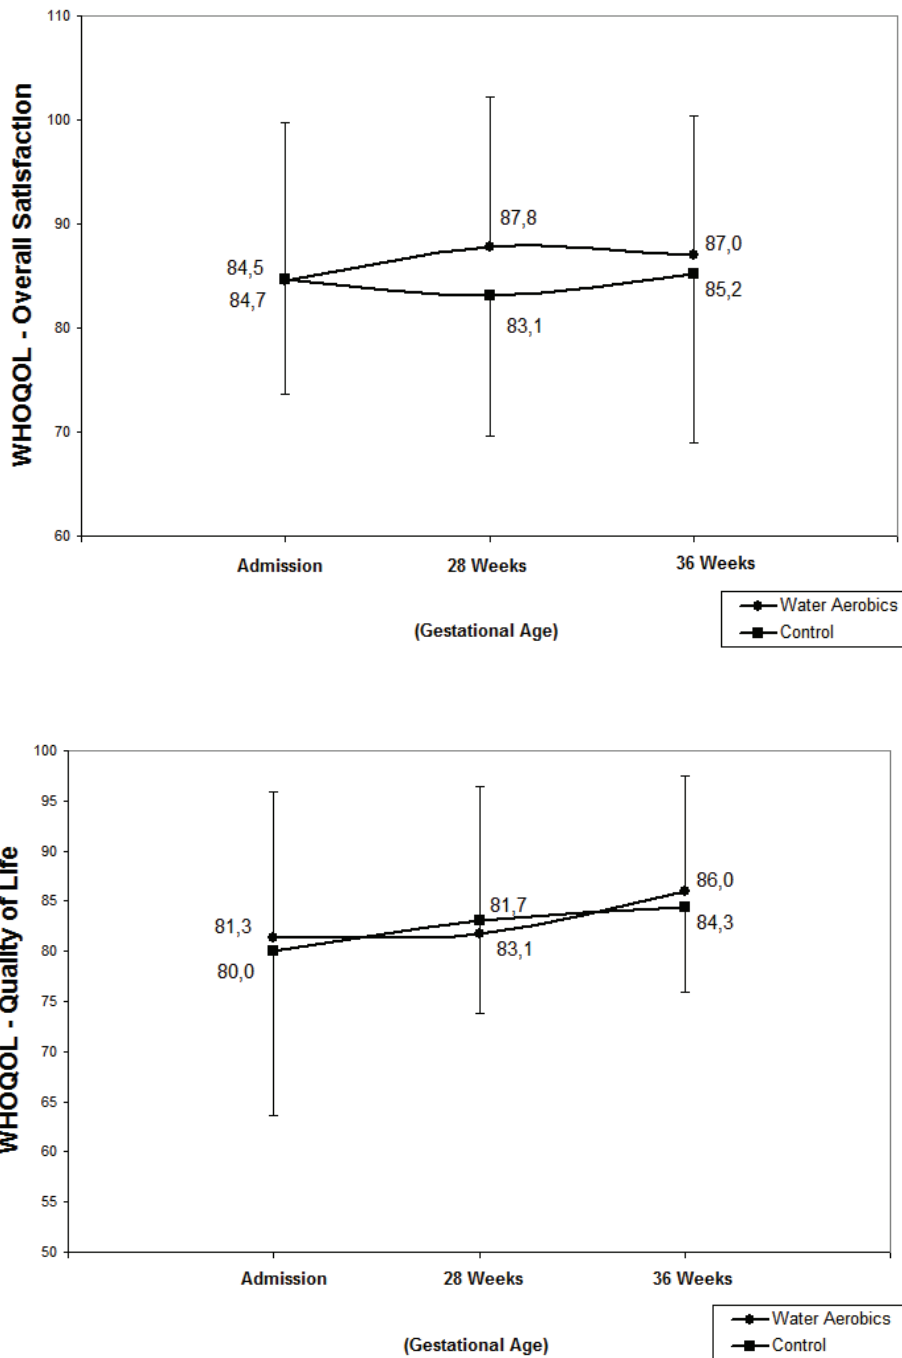 WHOQOL - Overall Satisfaction
110
100
90
80
70
60
84,5
84,7
87,8
83,1
87,0
85,2
Admission
28 Weeks
36 Weeks
(Gestational Age)
Water Aerobics
Control
WHOQOL - Quality of Life
100
95
90
85
80
75
70
65
60
55
50
81,3
80,0
81,7
83,1
86,0
84,3
Admission
28 Weeks
36 Weeks
(Gestational Age)
Water Aerobics
Control